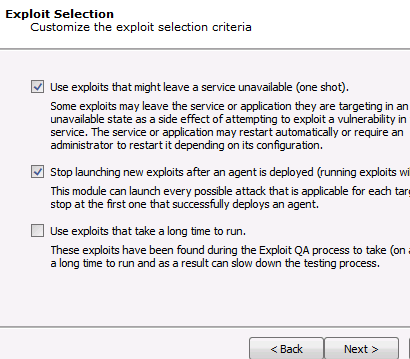 Exploit Selection
Customize the exploit selection criteria
Use exploits that might leave a service unavailable (one shot).
Some exploits may leave the service or application they are targeting in an
unavailable state as a side effect of attempting to exploit a vulnerability in
service. The service or application may restart automatically or require an
administrator to restart it depending on its configuration.
Stop launching new exploits after an agent is deployed (running exploits wi
This module can launch every possible attack that is applicable for each tar
stop at the first one that successfully deploys an agent.
Use exploits that take a long time to run.
These exploits have been found during the Exploit QA process to take (on a
a long time to run and as a result can slow down the testing process.
< Back
Next >